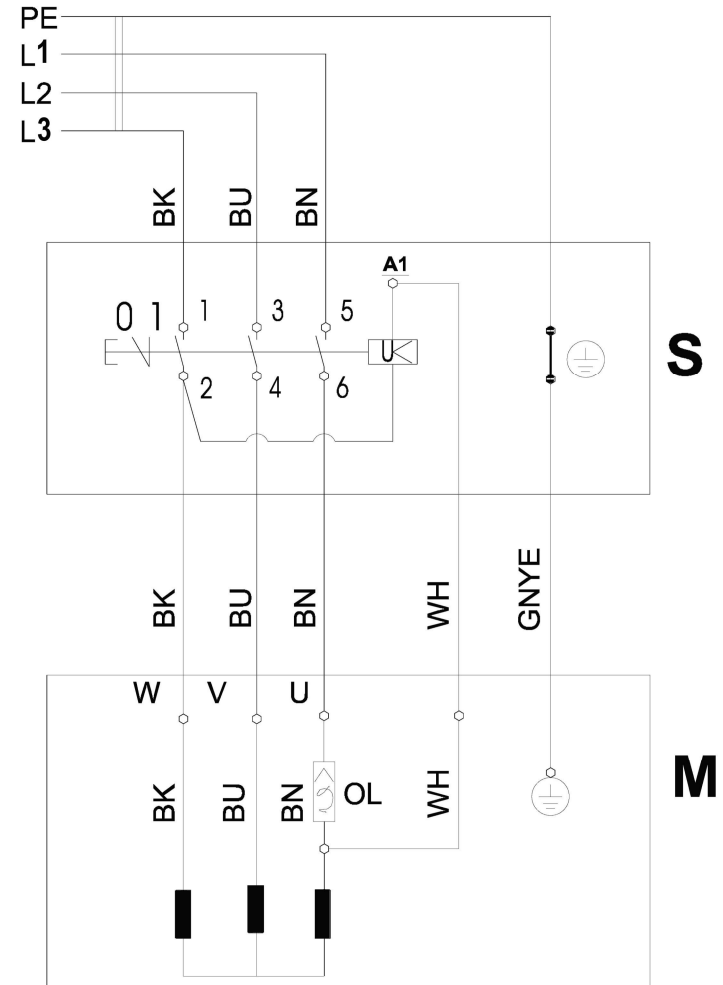 PE
L1
L2
L3
BK BU BN
A1
0 1 1 3 5
U<
2 4 6
S
BK BU BN WH GNYE
W V U
M
BK BU BN OL WH